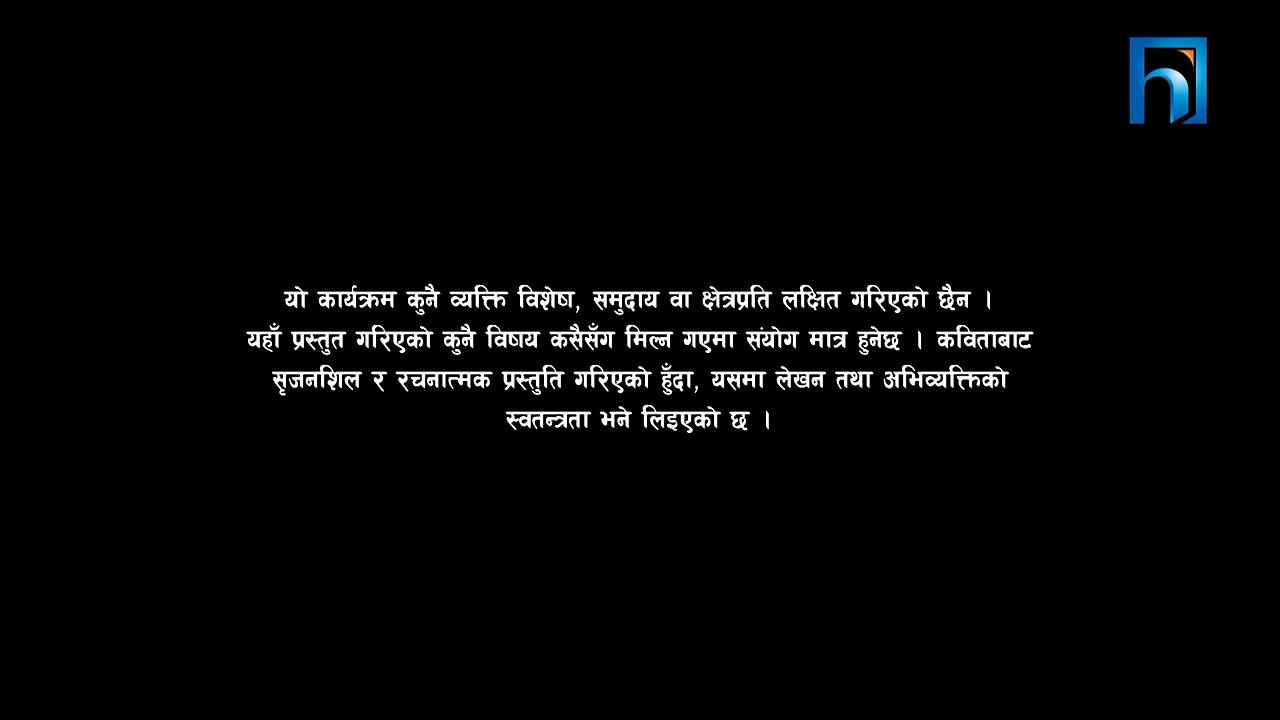 यो कार्यक्रम कुनै व्यक्ति विशेष, समुदाय वा क्षेत्रप्रति लक्षित गरिएको छैन ।
यहाँ प्रस्तुत गरिएको कुनै विषय कसैसँग मिल्न गएमा संयोग मात्र हुनेछ । कविताबाट
सृजनशिल र रचनात्मक प्रस्तुति गरिएको हुँदा, यसमा लेखन तथा अभिव्यक्तिको
स्वतन्त्रता भने लिइएको छ ।